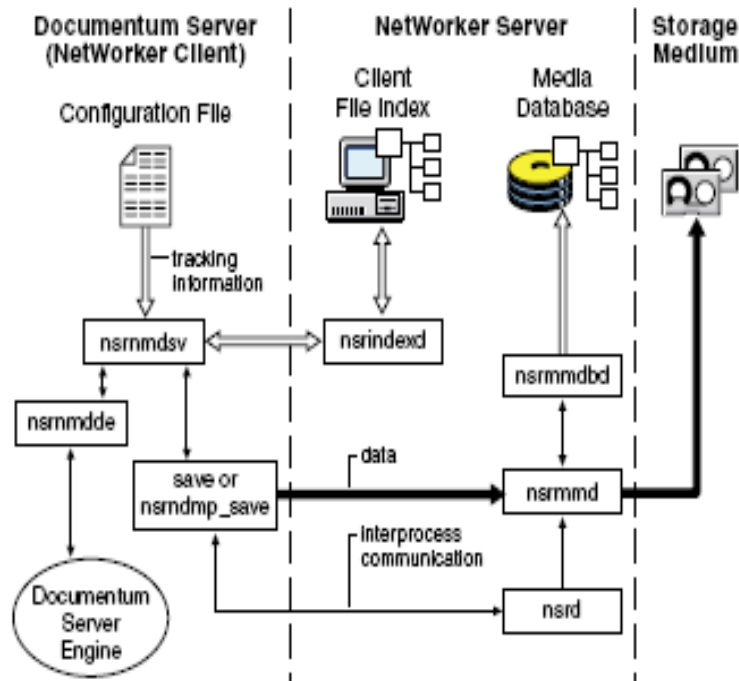 Documentum Server
(NetWorker Client)
NetWorker Server
Storage
Medium
Configuration File
Client
File Index
Media
Database
tracking
information
nsrnmdsv
nsrindexd
nsrmmdbd
nsrnmdde
save or
nsrndmp_save
data
nsrmmd
interprocess
communication
nsrd
Documentum
Server
Engine